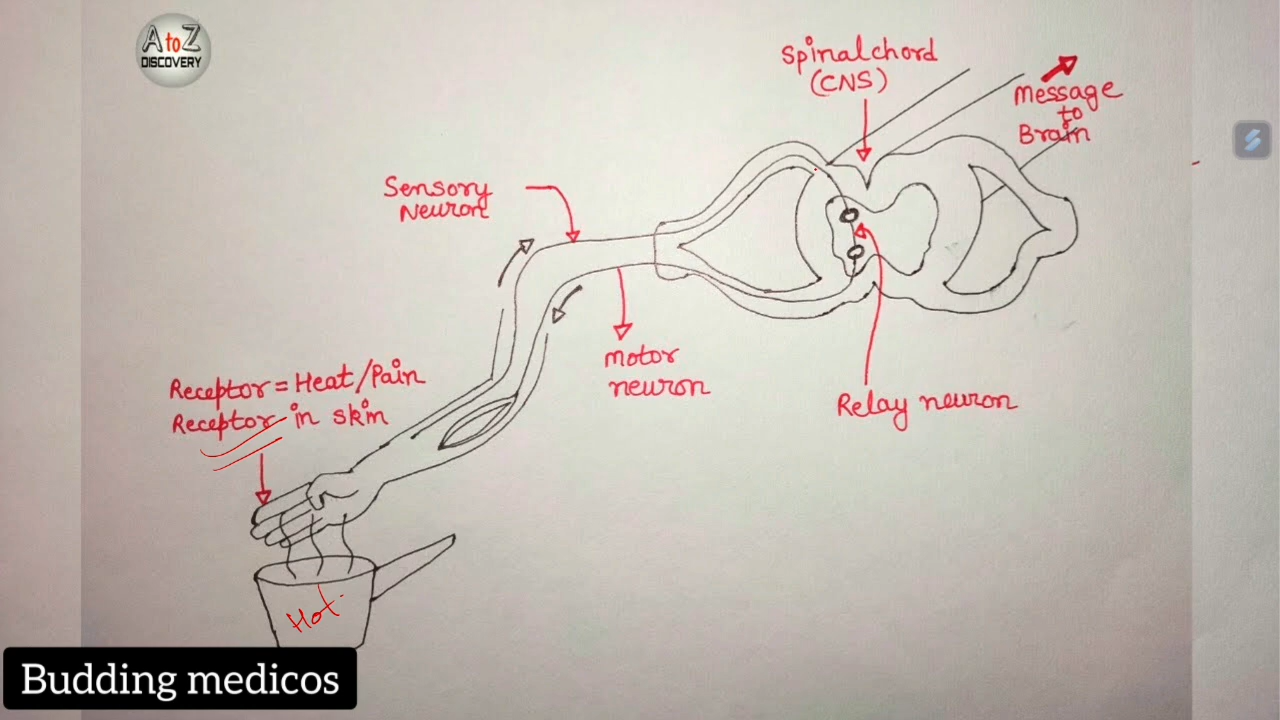 A to Z
DISCOVERY
Spinalchord
(CNS)
Message
to
Brain
Sensory
Neuron
Motor
neuron
Receptor = Heat/Pain
Receptor in skin
Relay neuron
Hot
Budding medicos